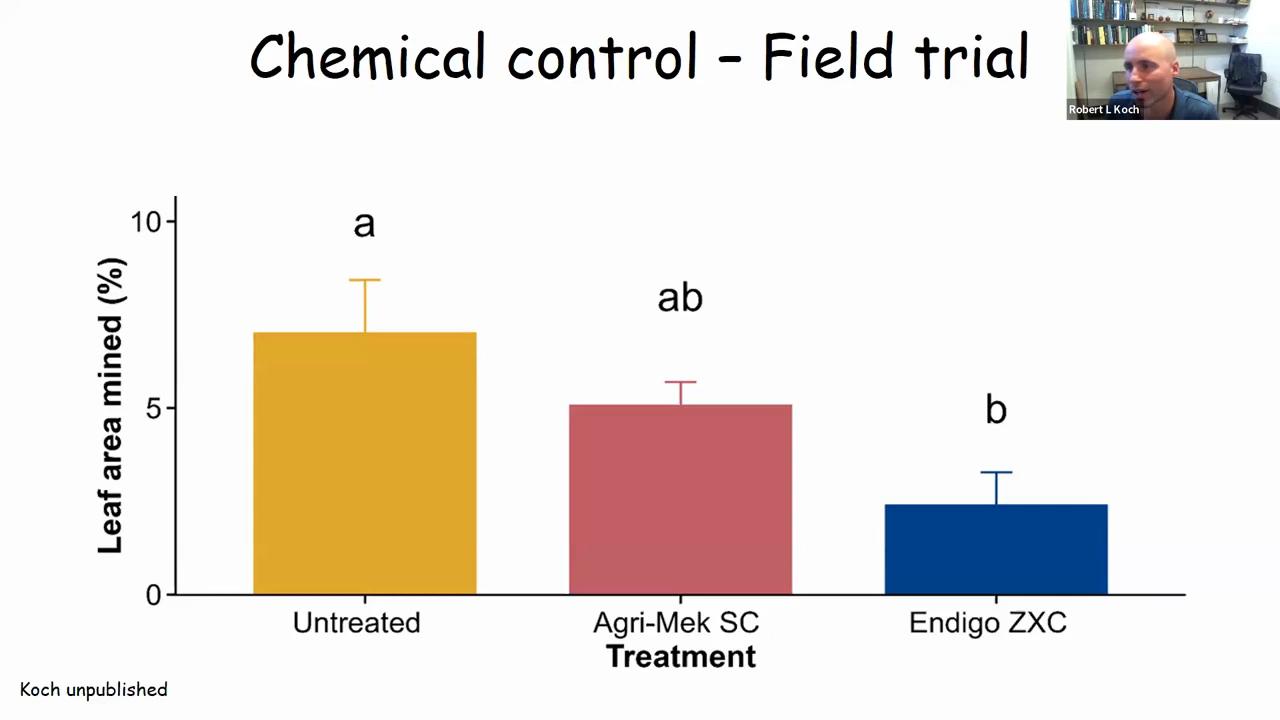 Chemical control – Field trial
Robert L Koch
a
ab
b
10
5
0
Leaf area mined (%)
Untreated
Agri-Mek SC
Endigo ZXC
Treatment
Koch unpublished